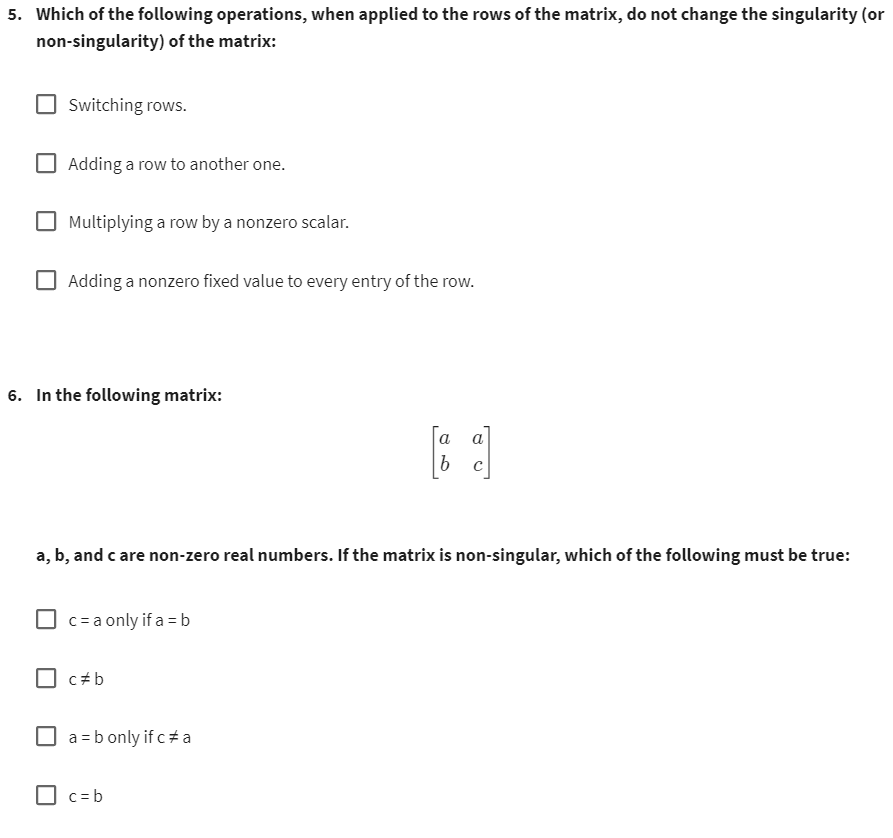 5. Which of the following operations, when applied to the rows of the matrix, do not change the singularity (or
non-singularity) of the matrix:
Switching rows.
Adding a row to another one.
Multiplying a row by a nonzero scalar.
Adding a nonzero fixed value to every entry of the row.
6. In the following matrix:
a a
b c
a, b, and c are non-zero real numbers. If the matrix is non-singular, which of the following must be true:
c = a only if a = b
c ≠ b
a = b only if c ≠ a
c = b